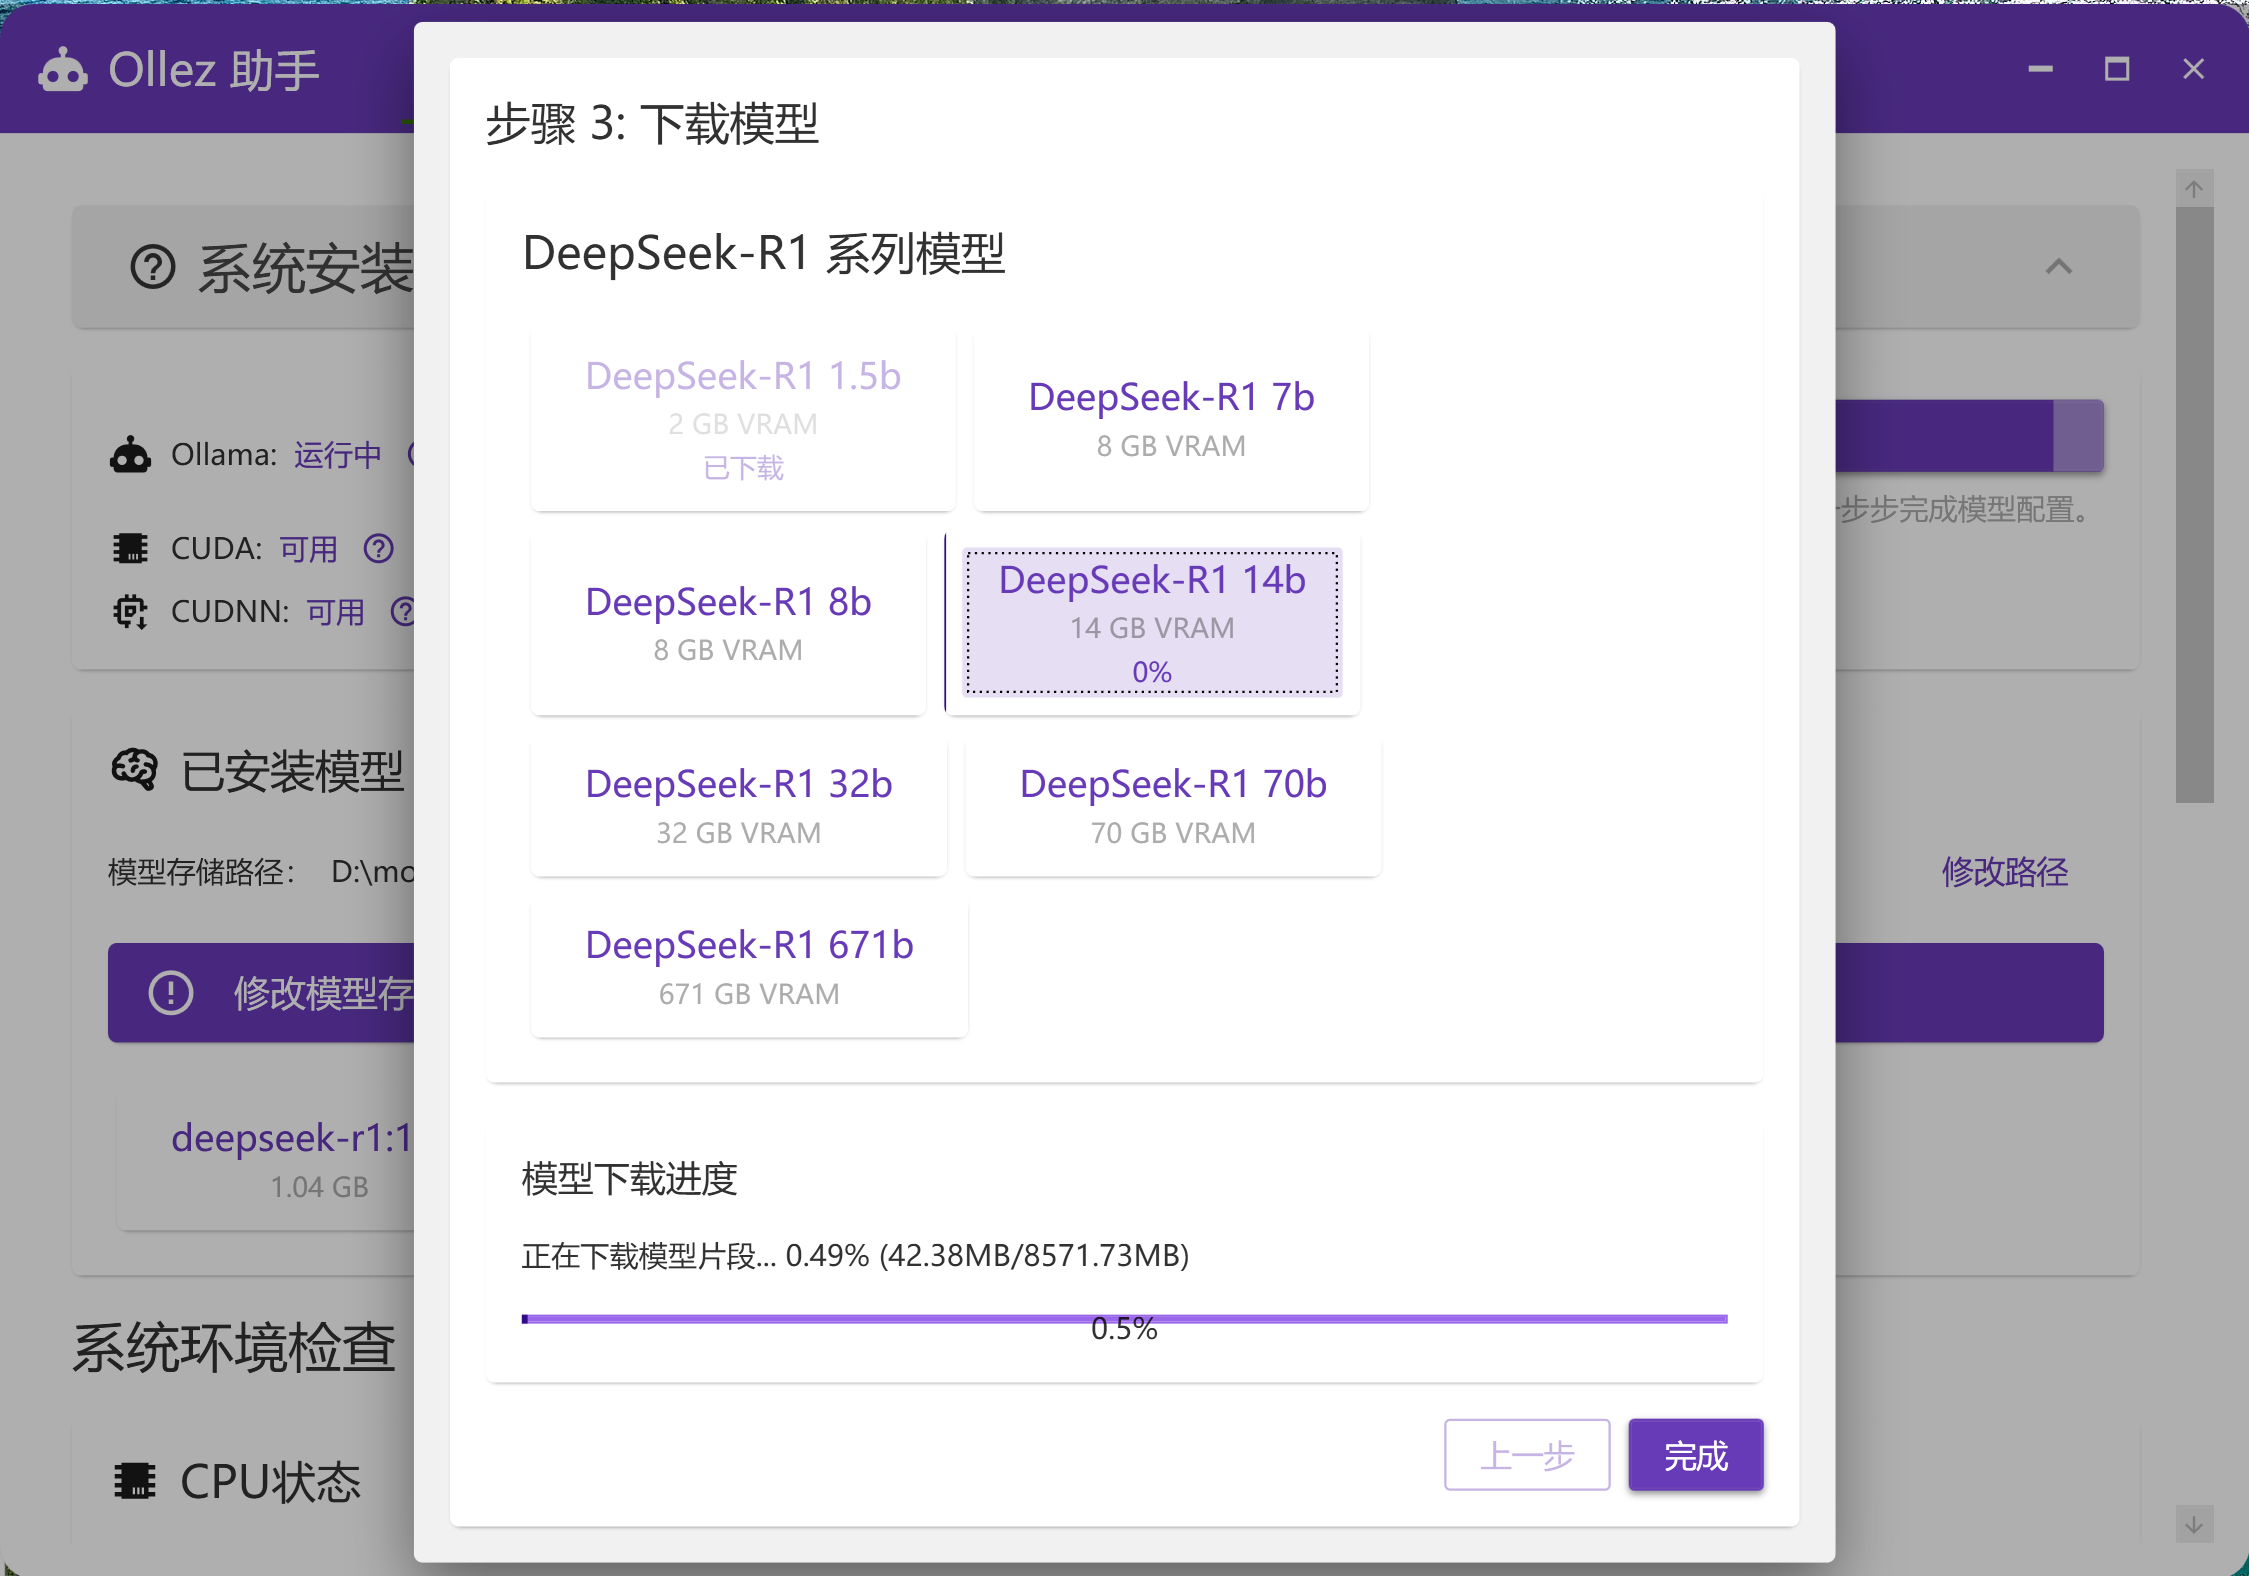 Ollez 助手
步骤 3: 下载模型
系统安装
DeepSeek-R1 系列模型
DeepSeek-R1 1.5b
2 GB VRAM
已下载
DeepSeek-R1 7b
8 GB VRAM
Ollama: 运行中
步步完成模型配置。
CUDA: 可用
CUDNN: 可用
DeepSeek-R1 8b
8 GB VRAM
DeepSeek-R1 14b
14 GB VRAM
0%
已安装模型
DeepSeek-R1 32b
32 GB VRAM
DeepSeek-R1 70b
70 GB VRAM
模型存储路径： D:\mo
修改路径
DeepSeek-R1 671b
671 GB VRAM
修改模型存
deepseek-r1:1
1.04 GB
模型下载进度
正在下载模型片段... 0.49% (42.38MB/8571.73MB)
0.5%
系统环境检查
上一步
完成
CPU状态